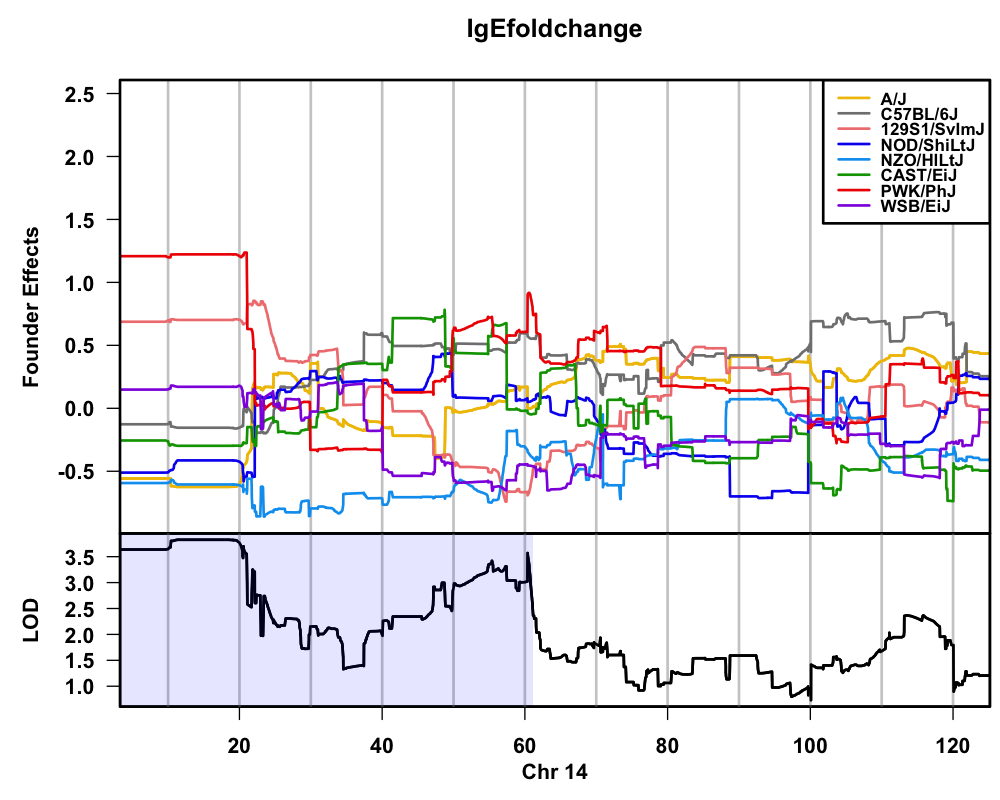 IgEfoldchange
Founder Effects
2.5
2.0
1.5
1.0
0.5
0.0
-0.5
A/J
C57BL/6J
129S1/SvImJ
NOD/ShiLtJ
NZO/HlLtJ
CAST/EiJ
PWK/PhJ
WSB/EiJ
LOD
3.5
3.0
2.5
2.0
1.5
1.0
20 40 60 80 100 120
Chr 14